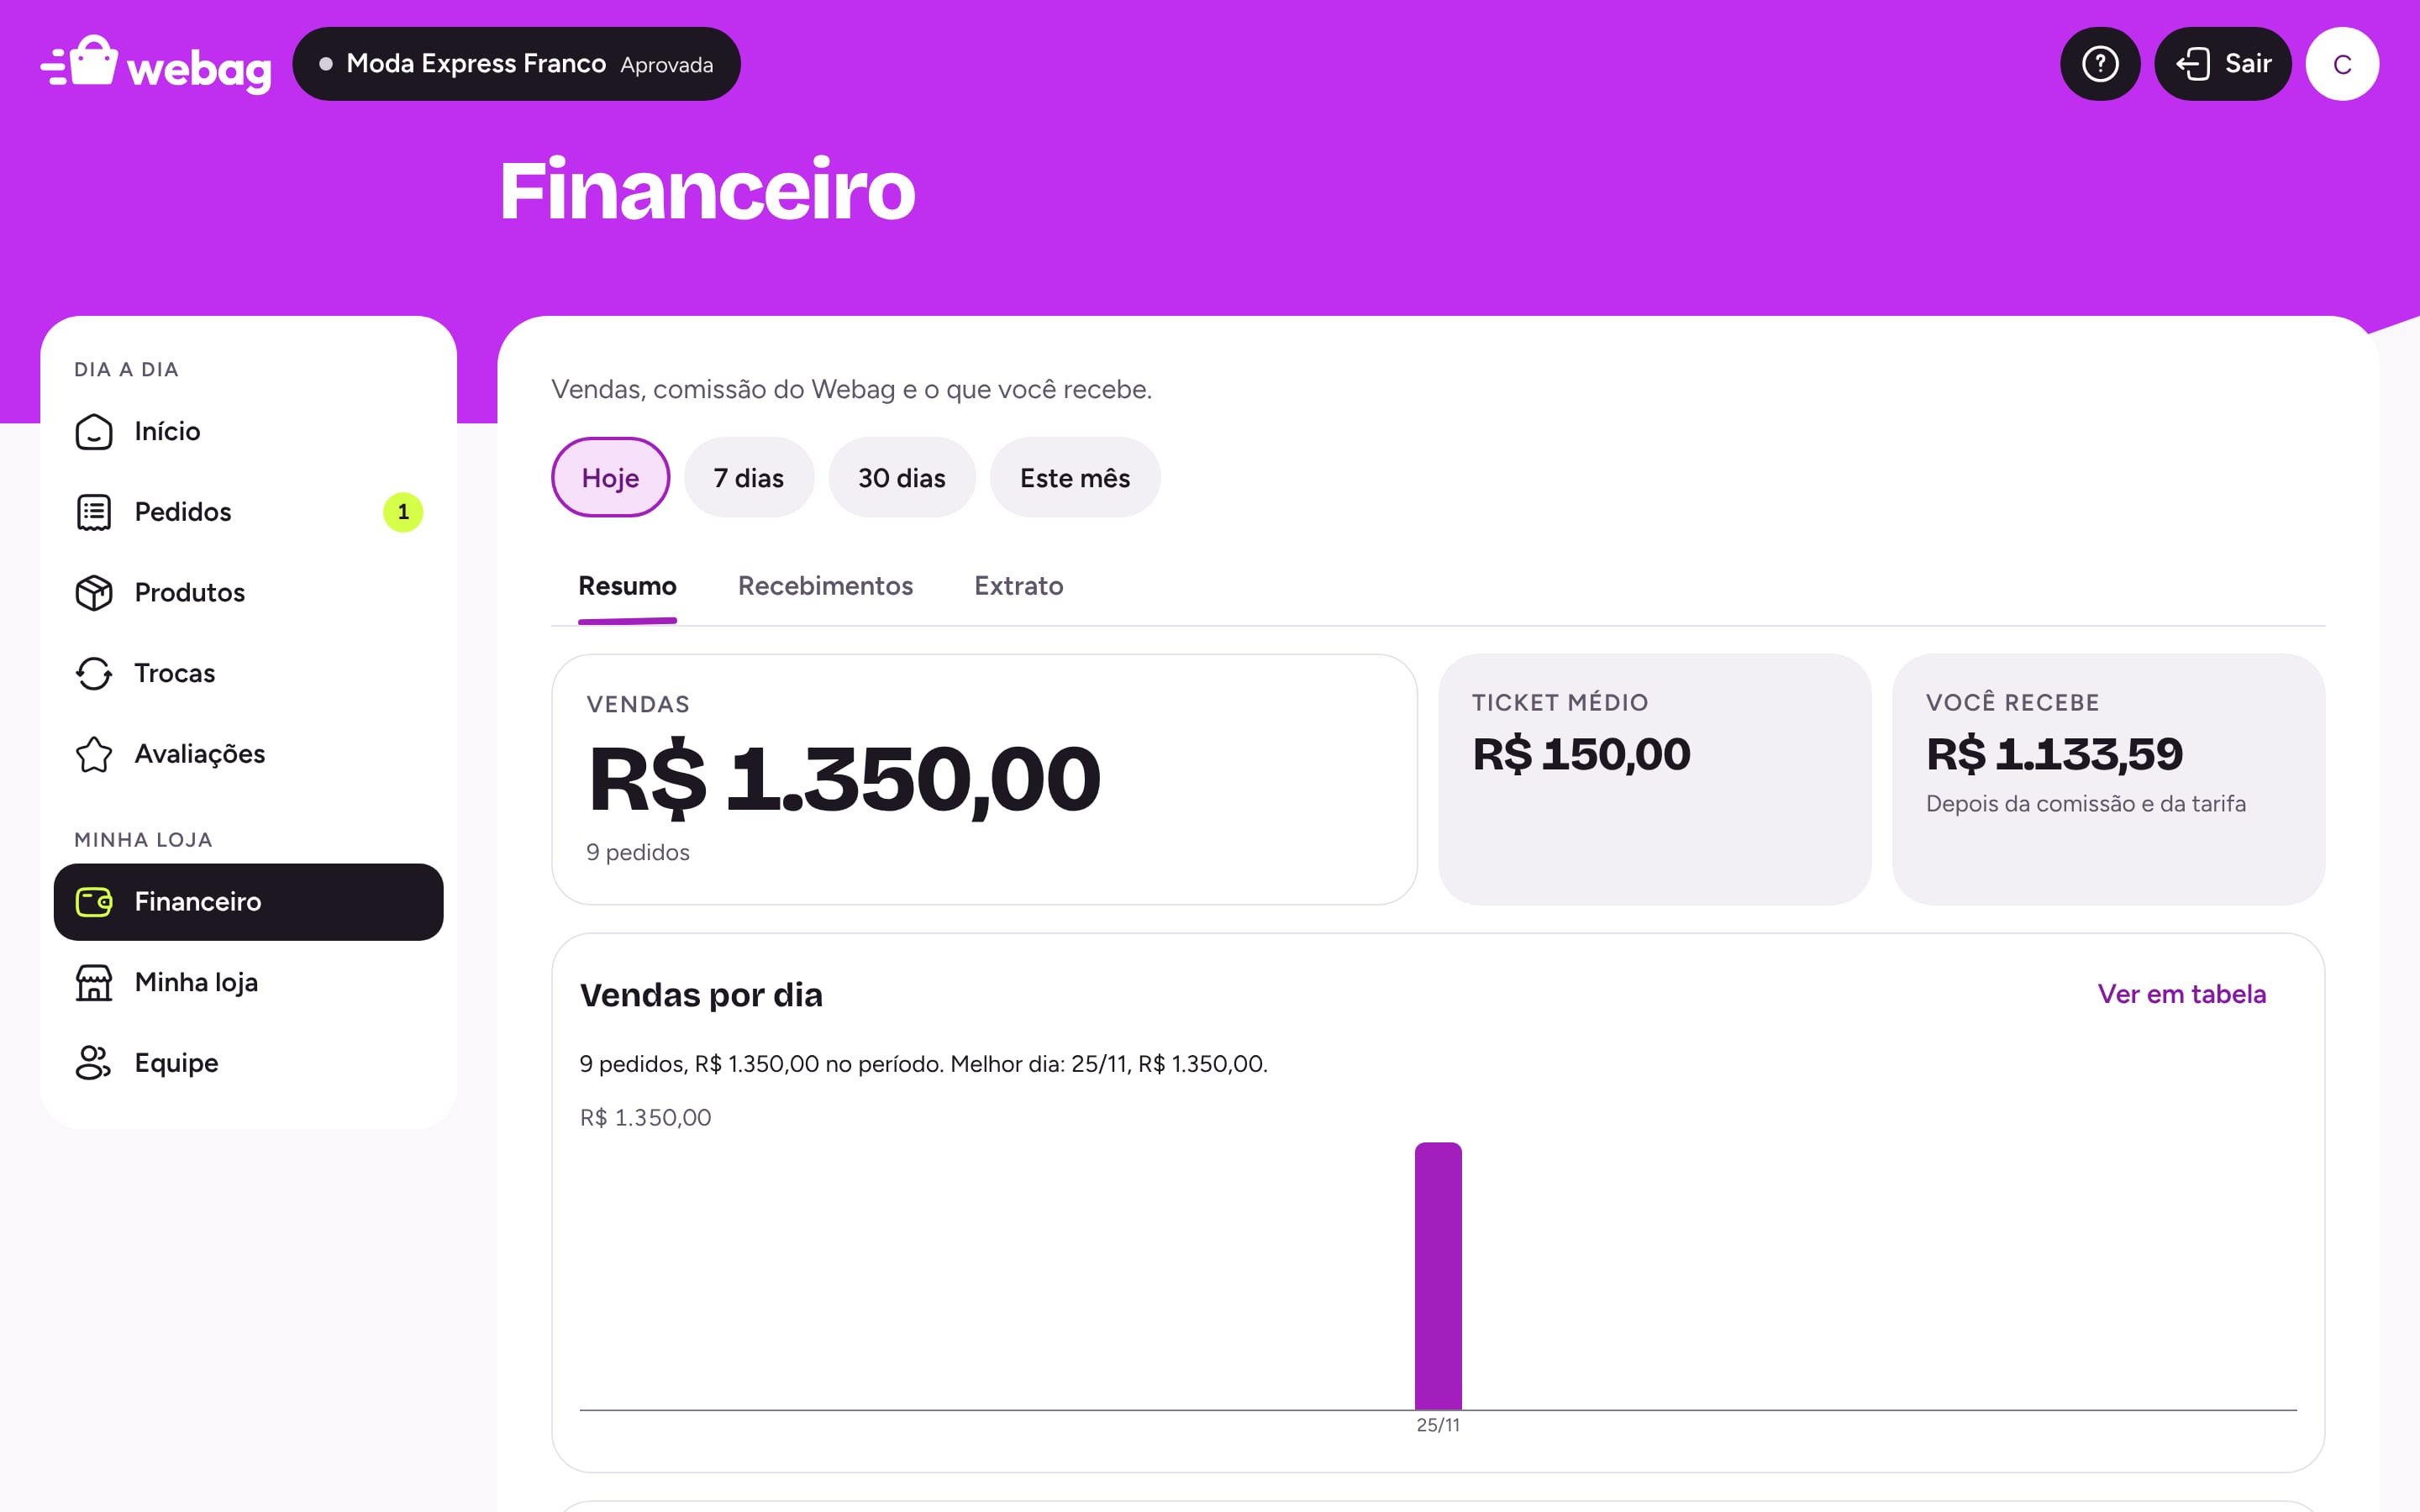 webag
Moda Express Franco Aprovada
Sair
C
Financeiro
DIA A DIA
Início
Pedidos 1
Produtos
Trocas
Avaliações
MINHA LOJA
Financeiro
Minha loja
Equipe
Vendas, comissão do Webag e o que você recebe.
Hoje 7 dias 30 dias Este mês
Resumo Recebimentos Extrato
VENDAS
R$ 1.350,00
9 pedidos
TICKET MÉDIO
R$ 150,00
VOCÊ RECEBE
R$ 1.133,59
Depois da comissão e da tarifa
Vendas por dia
Ver em tabela
9 pedidos, R$ 1.350,00 no período. Melhor dia: 25/11, R$ 1.350,00.
R$ 1.350,00
25/11